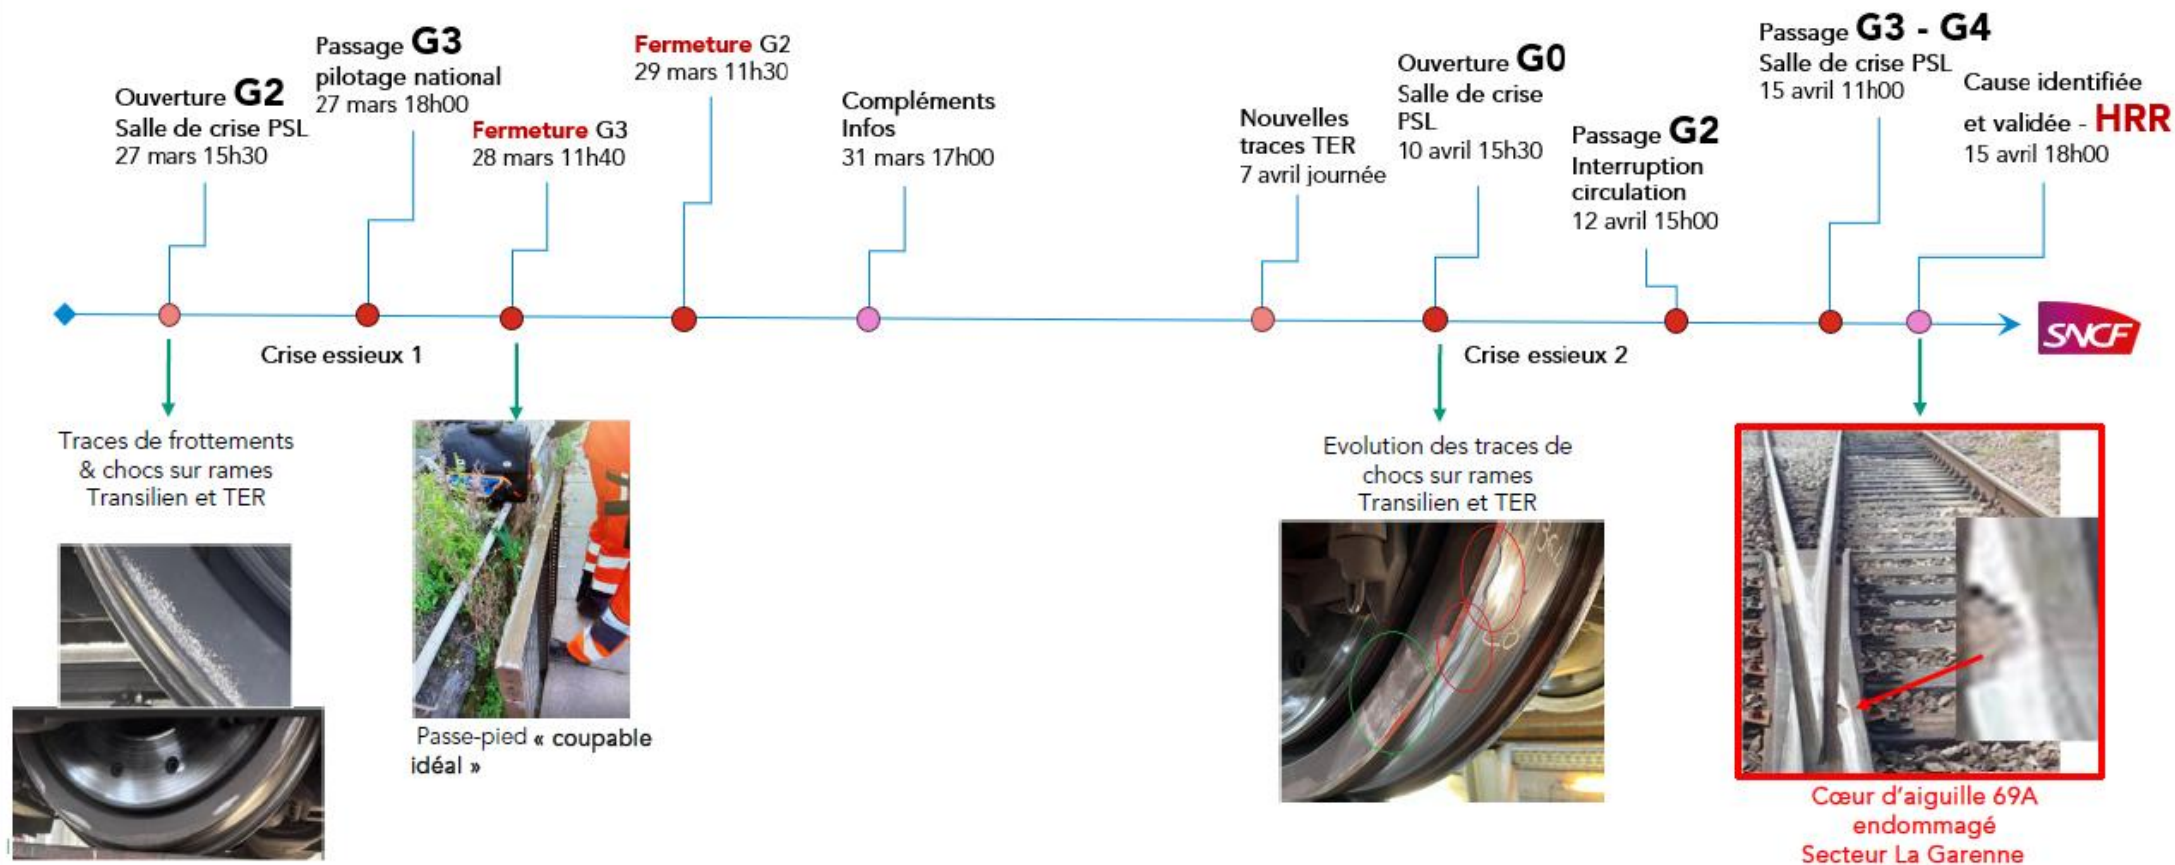 Ouverture G2
Salle de crise PSL
27 mars 15h30
Passage G3
pilotage national
27 mars 18h00
Fermeture G3
28 mars 11h40
Fermeture G2
29 mars 11h30
Compléments
Infos
31 mars 17h00
Nouvelles
traces TER
7 avril journée
Ouverture G0
Salle de crise
PSL
10 avril 15h30
Passage G2
Interruption
circulation
12 avril 15h00
Passage G3 - G4
Salle de crise PSL
15 avril 11h00
Cause identifiée
et validée - HRR
15 avril 18h00
SNCF
Crise essieux 1
Crise essieux 2
Traces de frottements
& chocs sur rames
Transilien et TER
Passe-pied « coupable
idéal »
Evolution des traces de
chocs sur rames
Transilien et TER
Cœur d'aiguille 69A
endommagé
Secteur La Garenne